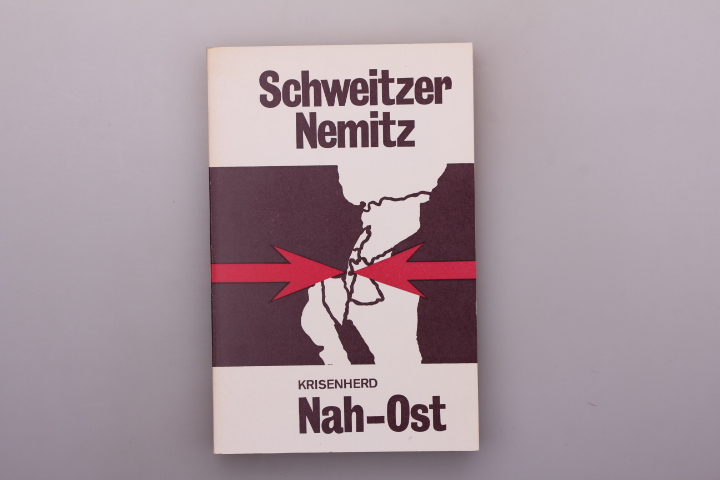 Schweitzer
Nemitz
KRISENHERD
Nah-Ost